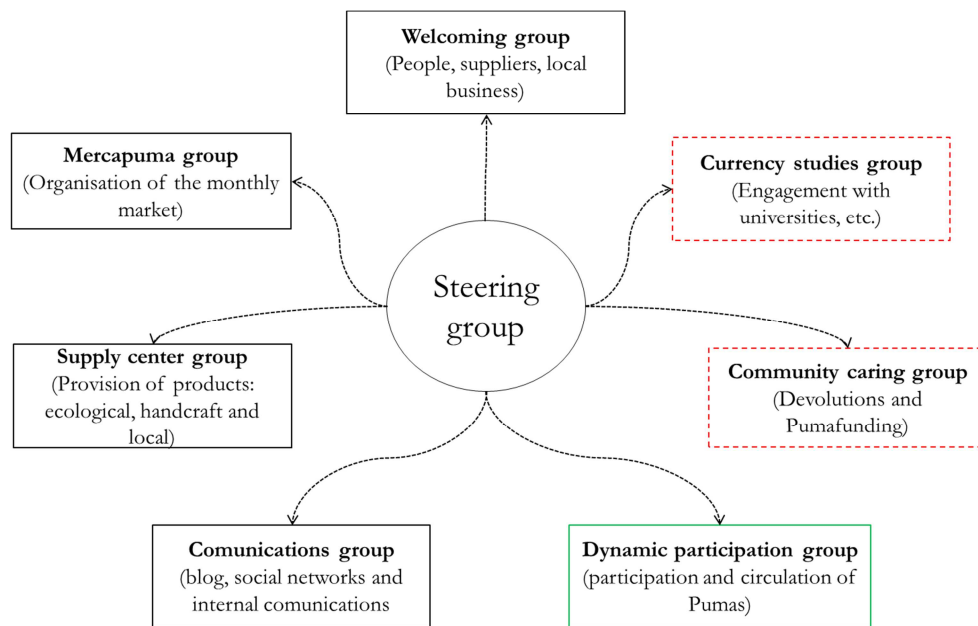 Welcoming group
(People, suppliers, local
business)
Mercapuma group
(Organisation of the monthly
market)
Currency studies group
(Engagement with
universities, etc.)
Steering
group
Supply center group
(Provision of products:
ecological, handcraft and
local)
Community caring group
(Devolutions and
Pumafunding)
Comunications group
(blog, social networks and
internal comunications
Dynamic participation group
(participation and circulation of
Pumas)